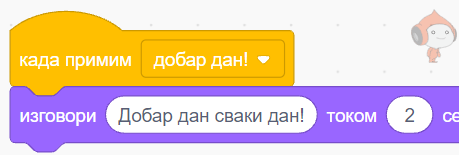 када примим добар дан!
изговори Добар дан сваки дан! током 2 се